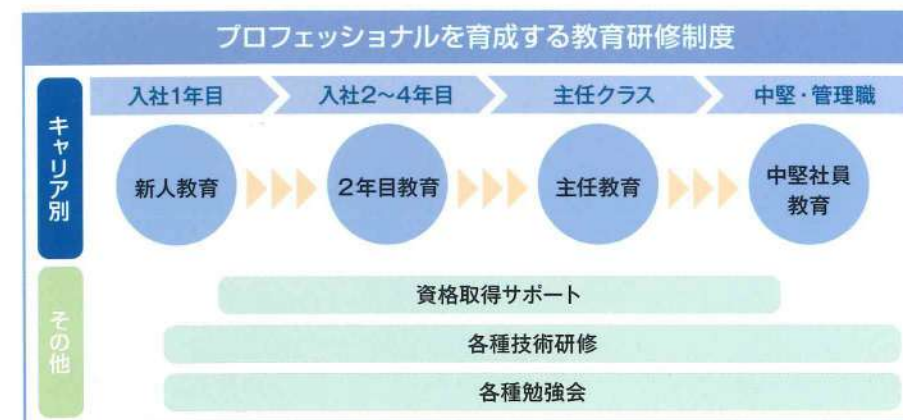 プロフェッショナルを育成する教育研修制度
キャリア別
入社1年目
入社2〜4年目
主任クラス
中堅・管理職
新人教育
2年目教育
主任教育
中堅社員
教育
その他
資格取得サポート
各種技術研修
各種勉強会